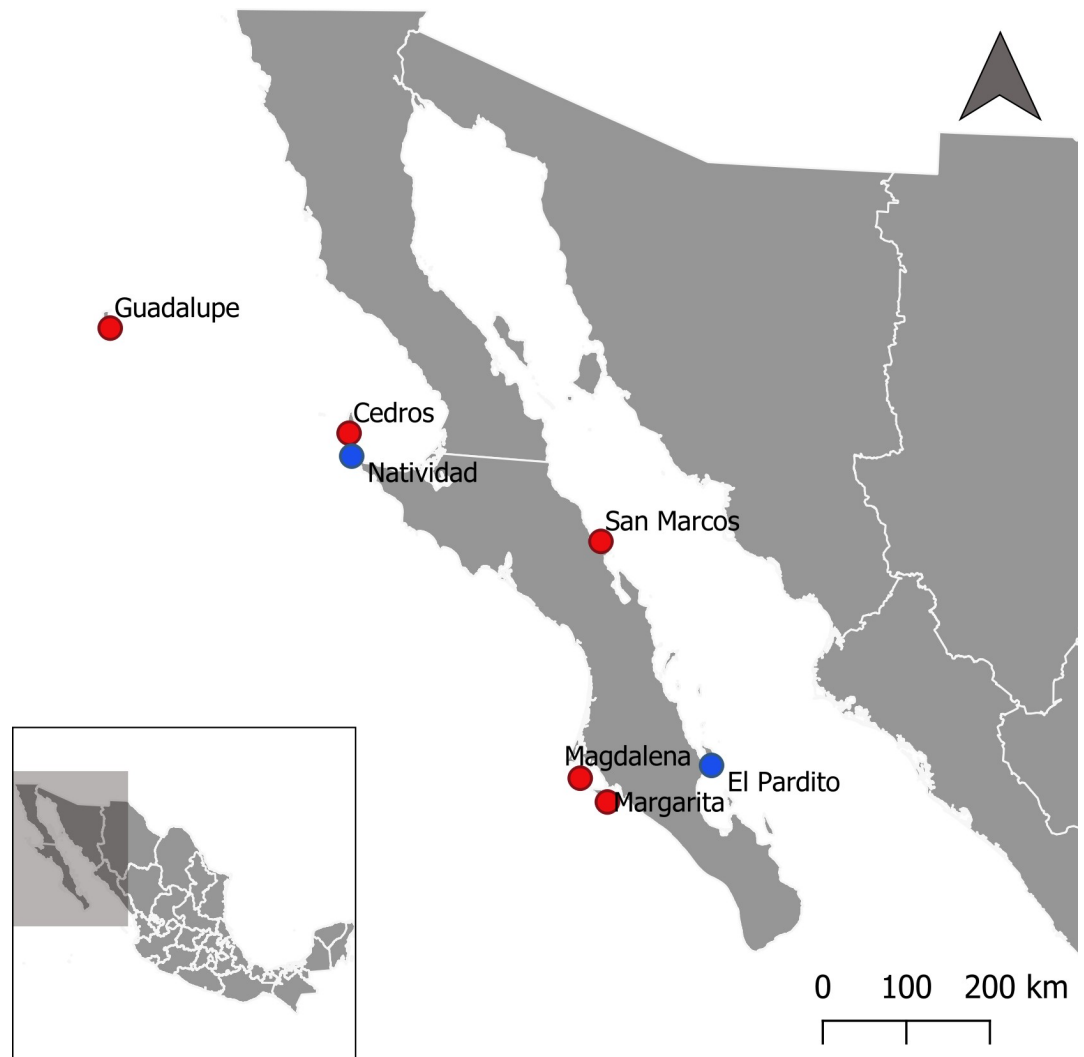 Guadalupe
Cedros
Natividad
San Marcos
Magdalena
El Pardito
Margarita
0 100 200 km